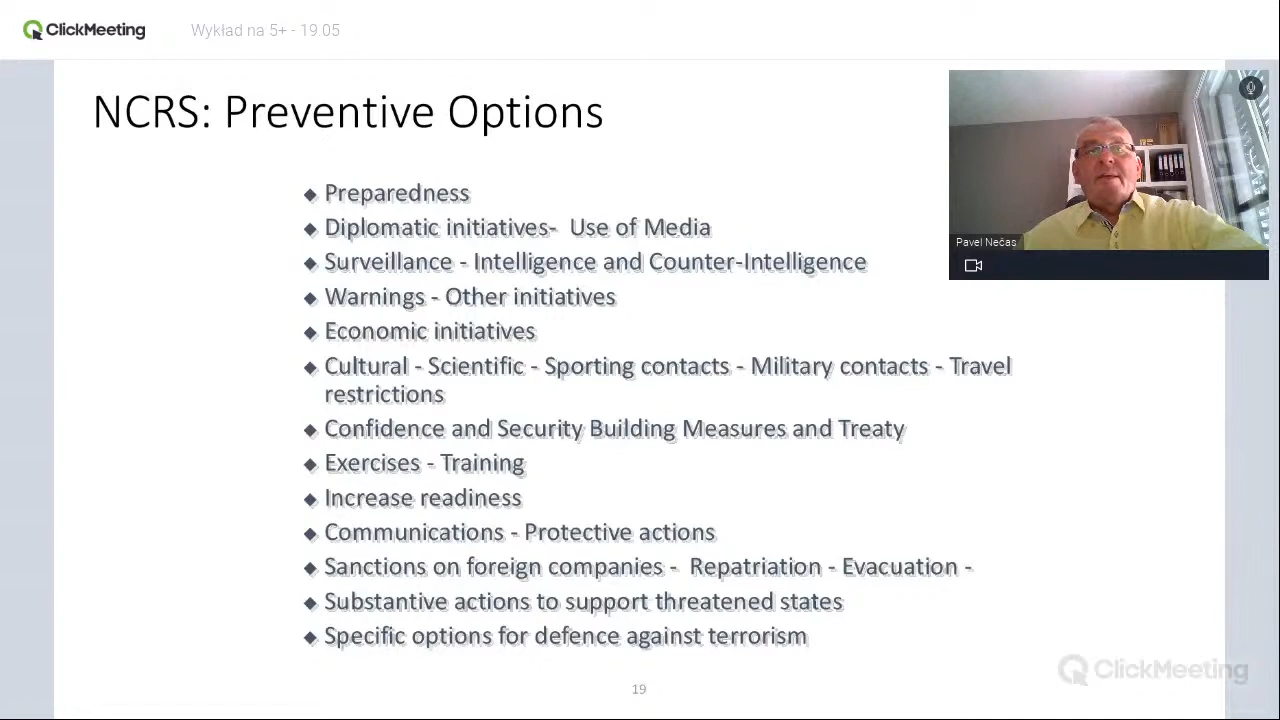 ClickMeeting
Wykład na 5+ - 19.05
NCRS: Preventive Options
Pavel Nečas
◆ Preparedness
◆ Diplomatic initiatives-  Use of Media
◆ Surveillance - Intelligence and Counter-Intelligence
◆ Warnings - Other initiatives
◆ Economic initiatives
◆ Cultural - Scientific - Sporting contacts - Military contacts - Travel
restrictions
◆ Confidence and Security Building Measures and Treaty
◆ Exercises - Training
◆ Increase readiness
◆ Communications - Protective actions
◆ Sanctions on foreign companies -  Repatriation - Evacuation -
◆ Substantive actions to support threatened states
◆ Specific options for defence against terrorism
ClickMeeting
19